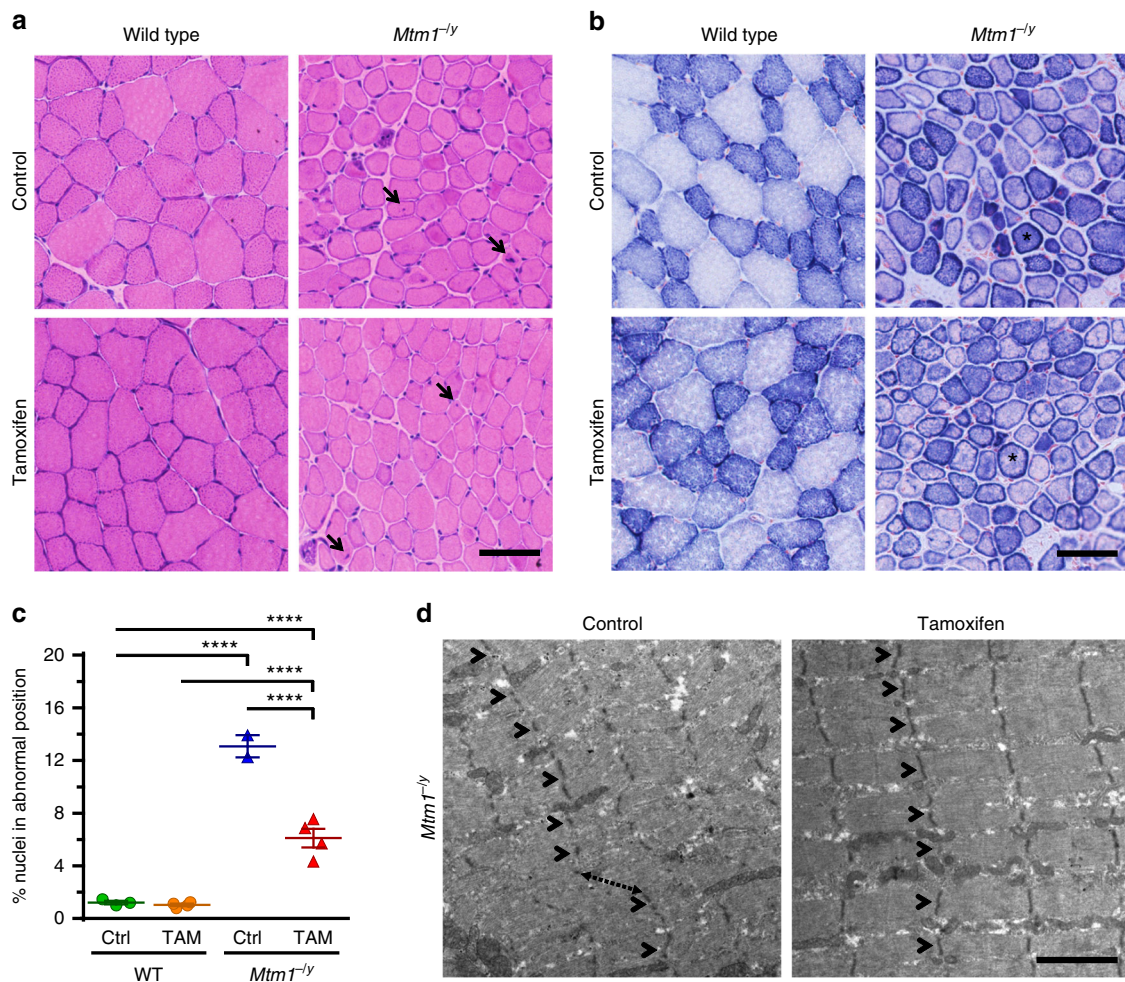 a
Wild type
Mtm1–/y
Control
Tamoxifen
b
Wild type
Mtm1–/y
Control
*
Tamoxifen
*
c
****
****
****
****
20
16
12
8
4
0
% nuclei in abnormal position
Ctrl TAM Ctrl TAM
WT Mtm1–/y
d
Control Tamoxifen
Mtm1–/y